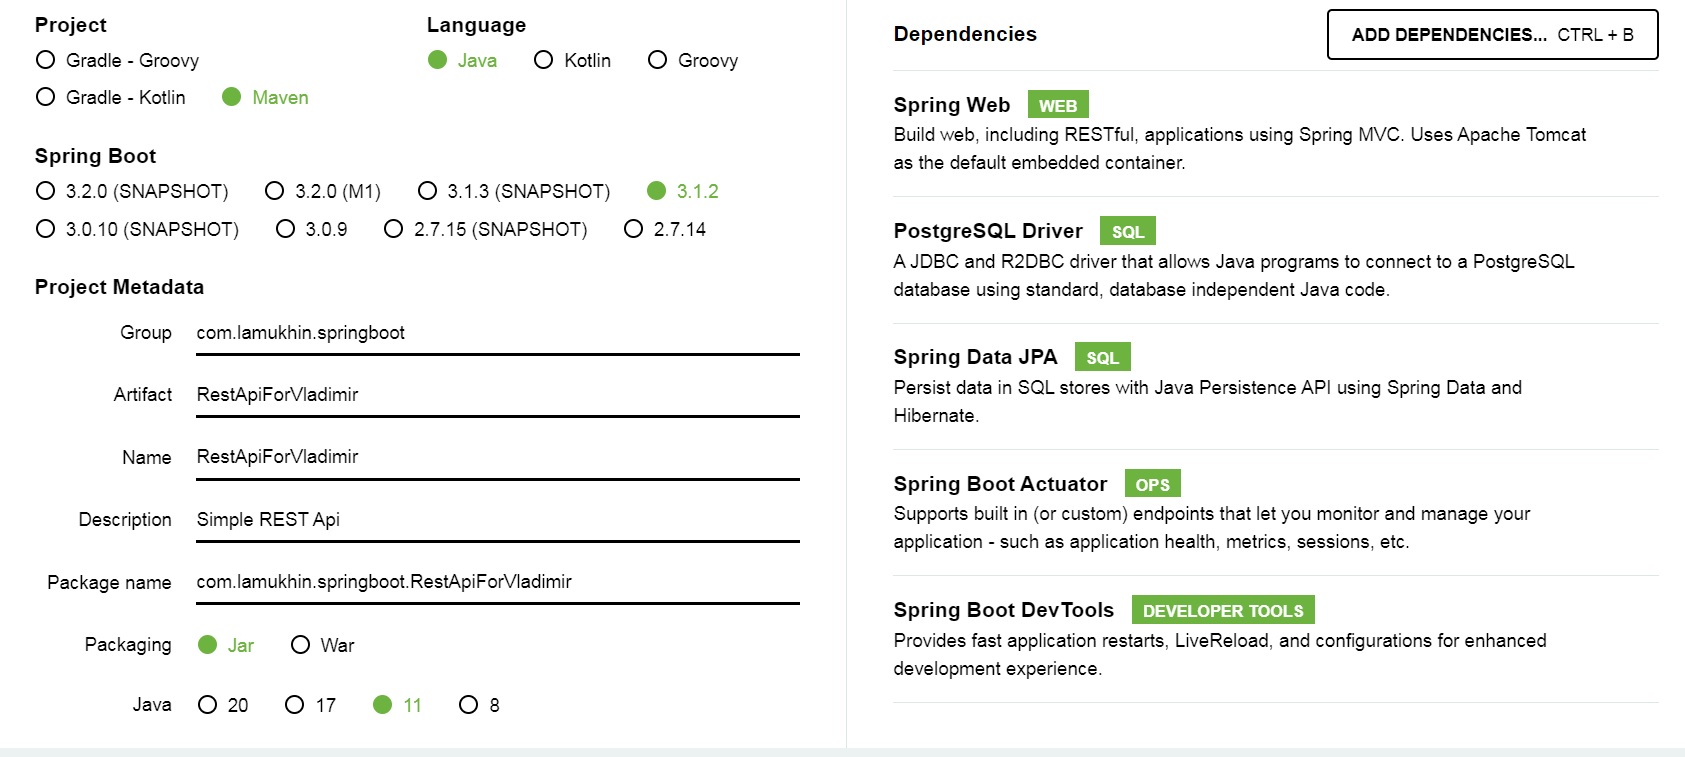 Project
Gradle - Groovy
Gradle - Kotlin Maven
Language
Java Kotlin Groovy
Spring Boot
3.2.0 (SNAPSHOT) 3.2.0 (M1) 3.1.3 (SNAPSHOT) 3.1.2
3.0.10 (SNAPSHOT) 3.0.9 2.7.15 (SNAPSHOT) 2.7.14
Project Metadata
Group com.lamukhin.springboot
Artifact RestApiForVladimir
Name RestApiForVladimir
Description Simple REST Api
Package name com.lamukhin.springboot.RestApiForVladimir
Packaging Jar War
Java 20 17 11 8
Dependencies ADD DEPENDENCIES... CTRL + B
Spring Web WEB
Build web, including RESTful, applications using Spring MVC. Uses Apache Tomcat
as the default embedded container.
PostgreSQL Driver SQL
A JDBC and R2DBC driver that allows Java programs to connect to a PostgreSQL
database using standard, database independent Java code.
Spring Data JPA SQL
Persist data in SQL stores with Java Persistence API using Spring Data and
Hibernate.
Spring Boot Actuator OPS
Supports built in (or custom) endpoints that let you monitor and manage your
application - such as application health, metrics, sessions, etc.
Spring Boot DevTools DEVELOPER TOOLS
Provides fast application restarts, LiveReload, and configurations for enhanced
development experience.